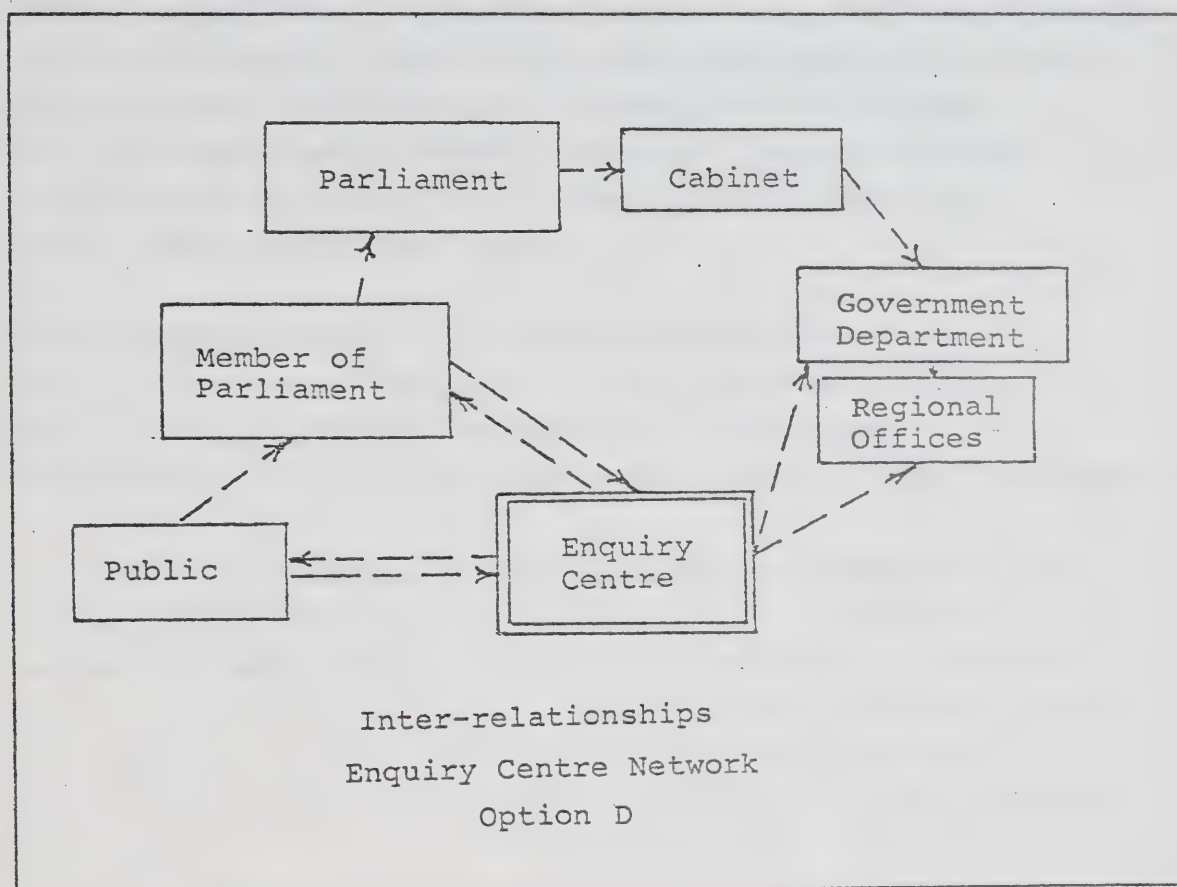 Parliament
Cabinet
Government
Department
Member of
Parliament
Regional
Offices
Enquiry
Centre
Public
Inter-relationships
Enquiry Centre Network
Option D